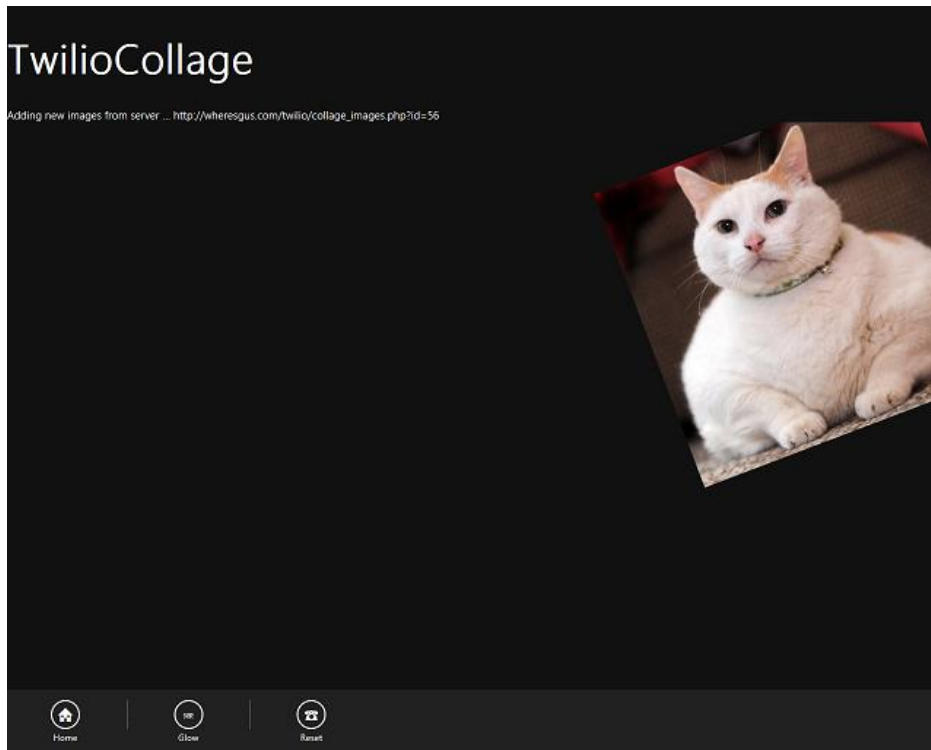 TwilioCollage
Adding new images from server ... http://wheresgus.com/twilio/collage_images.php?id=56
Home
Glow
Reset